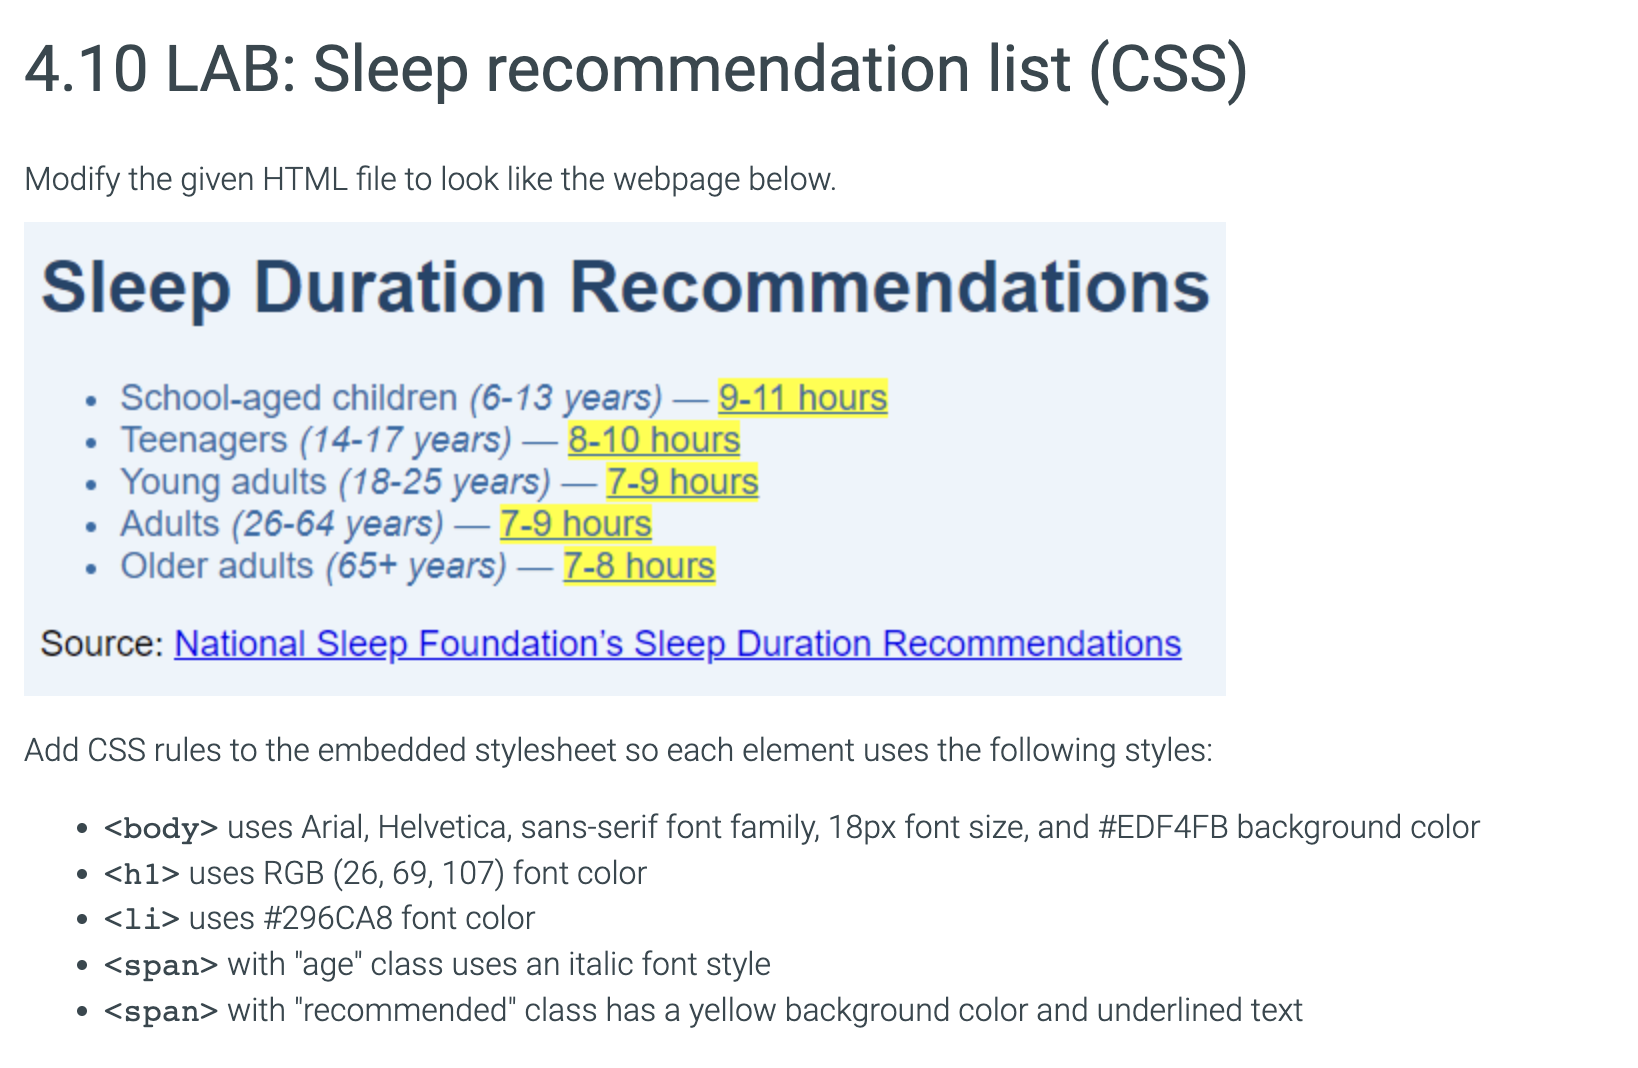 4.10 LAB: Sleep recommendation list (CSS)
Modify the given HTML file to look like the webpage below.
Sleep Duration Recommendations
• School-aged children (6-13 years) — 9-11 hours
• Teenagers (14-17 years) — 8-10 hours
• Young adults (18-25 years) — 7-9 hours
• Adults (26-64 years) — 7-9 hours
• Older adults (65+ years) — 7-8 hours
Source: National Sleep Foundation’s Sleep Duration Recommendations
Add CSS rules to the embedded stylesheet so each element uses the following styles:
• <body> uses Arial, Helvetica, sans-serif font family, 18px font size, and #EDF4FB background color
• <h1> uses RGB (26, 69, 107) font color
• <li> uses #296CA8 font color
• <span> with "age" class uses an italic font style
• <span> with "recommended" class has a yellow background color and underlined text